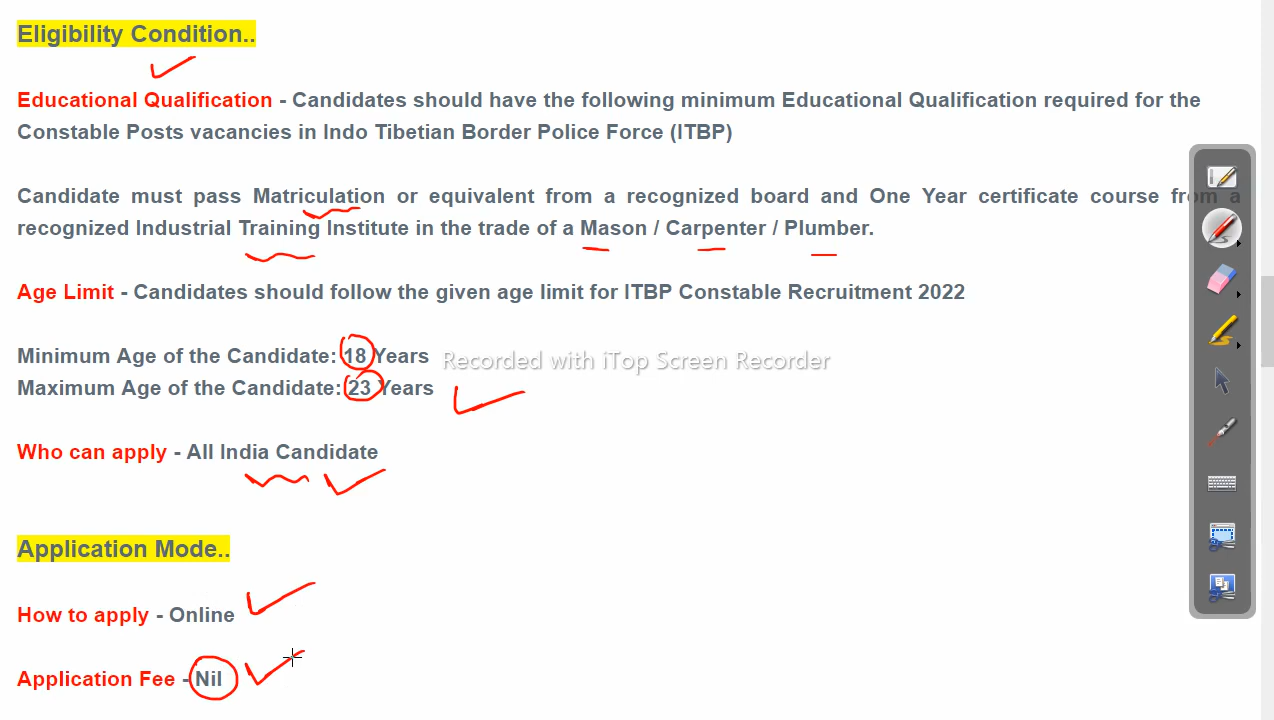 Eligibility Condition..
Educational Qualification - Candidates should have the following minimum Educational Qualification required for the
Constable Posts vacancies in Indo Tibetian Border Police Force (ITBP)
Candidate must pass Matriculation or equivalent from a recognized board and One Year certificate course from a
recognized Industrial Training Institute in the trade of a Mason / Carpenter / Plumber.
Age Limit - Candidates should follow the given age limit for ITBP Constable Recruitment 2022
Minimum Age of the Candidate: 18 Years
Recorded with iTop Screen Recorder
Maximum Age of the Candidate: 23 Years
Who can apply - All India Candidate
Application Mode..
How to apply - Online
Application Fee - Nil